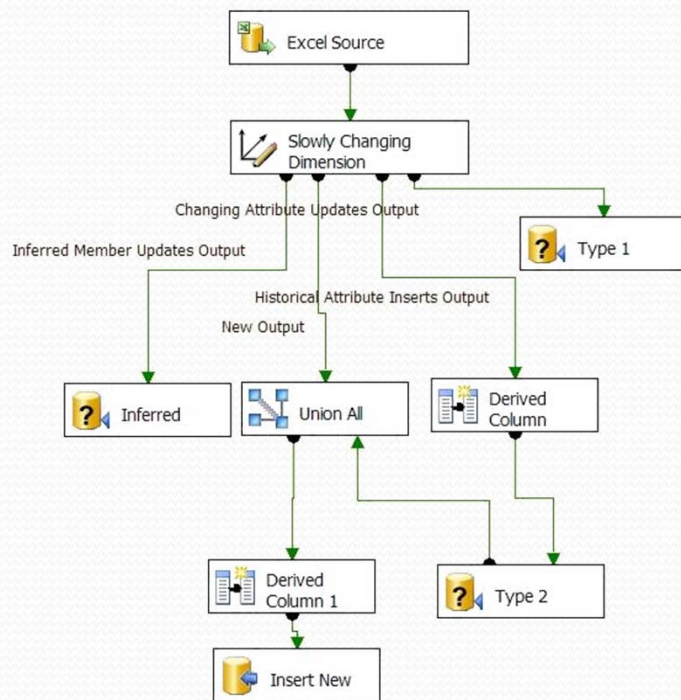 Excel Source
Slowly Changing
Dimension
Changing Attribute Updates Output
Type 1
Inferred Member Updates Output
Historical Attribute Inserts Output
New Output
Inferred
Union All
Derived
Column
Derived
Column 1
Type 2
Insert New